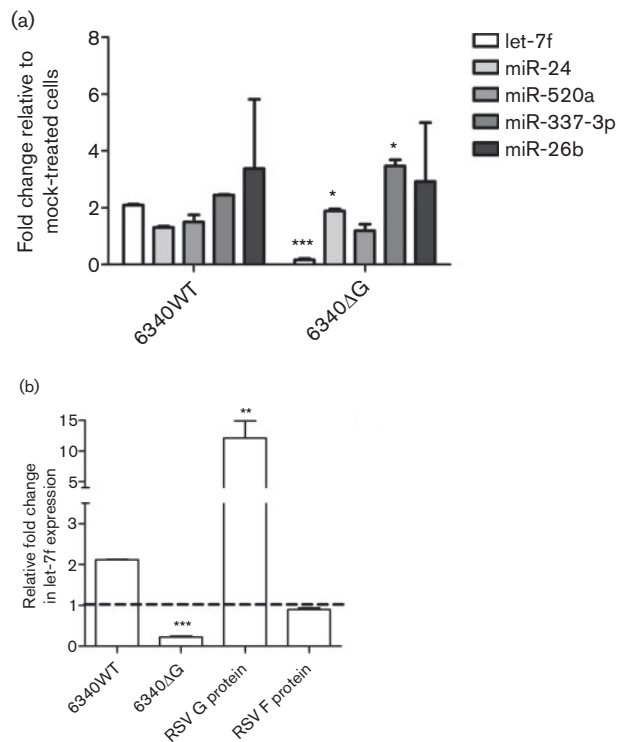 (a)
Fold change relative to
mock-treated cells
8
6
4
2
0
***
*
*
6340WT
6340ΔG
let-7f
miR-24
miR-520a
miR-337-3p
miR-26b
(b)
Relative fold change
in let-7f expression
15
10
5
3
2
1
0
***
**
6340WT
6340ΔG
RSV G protein
RSV F protein